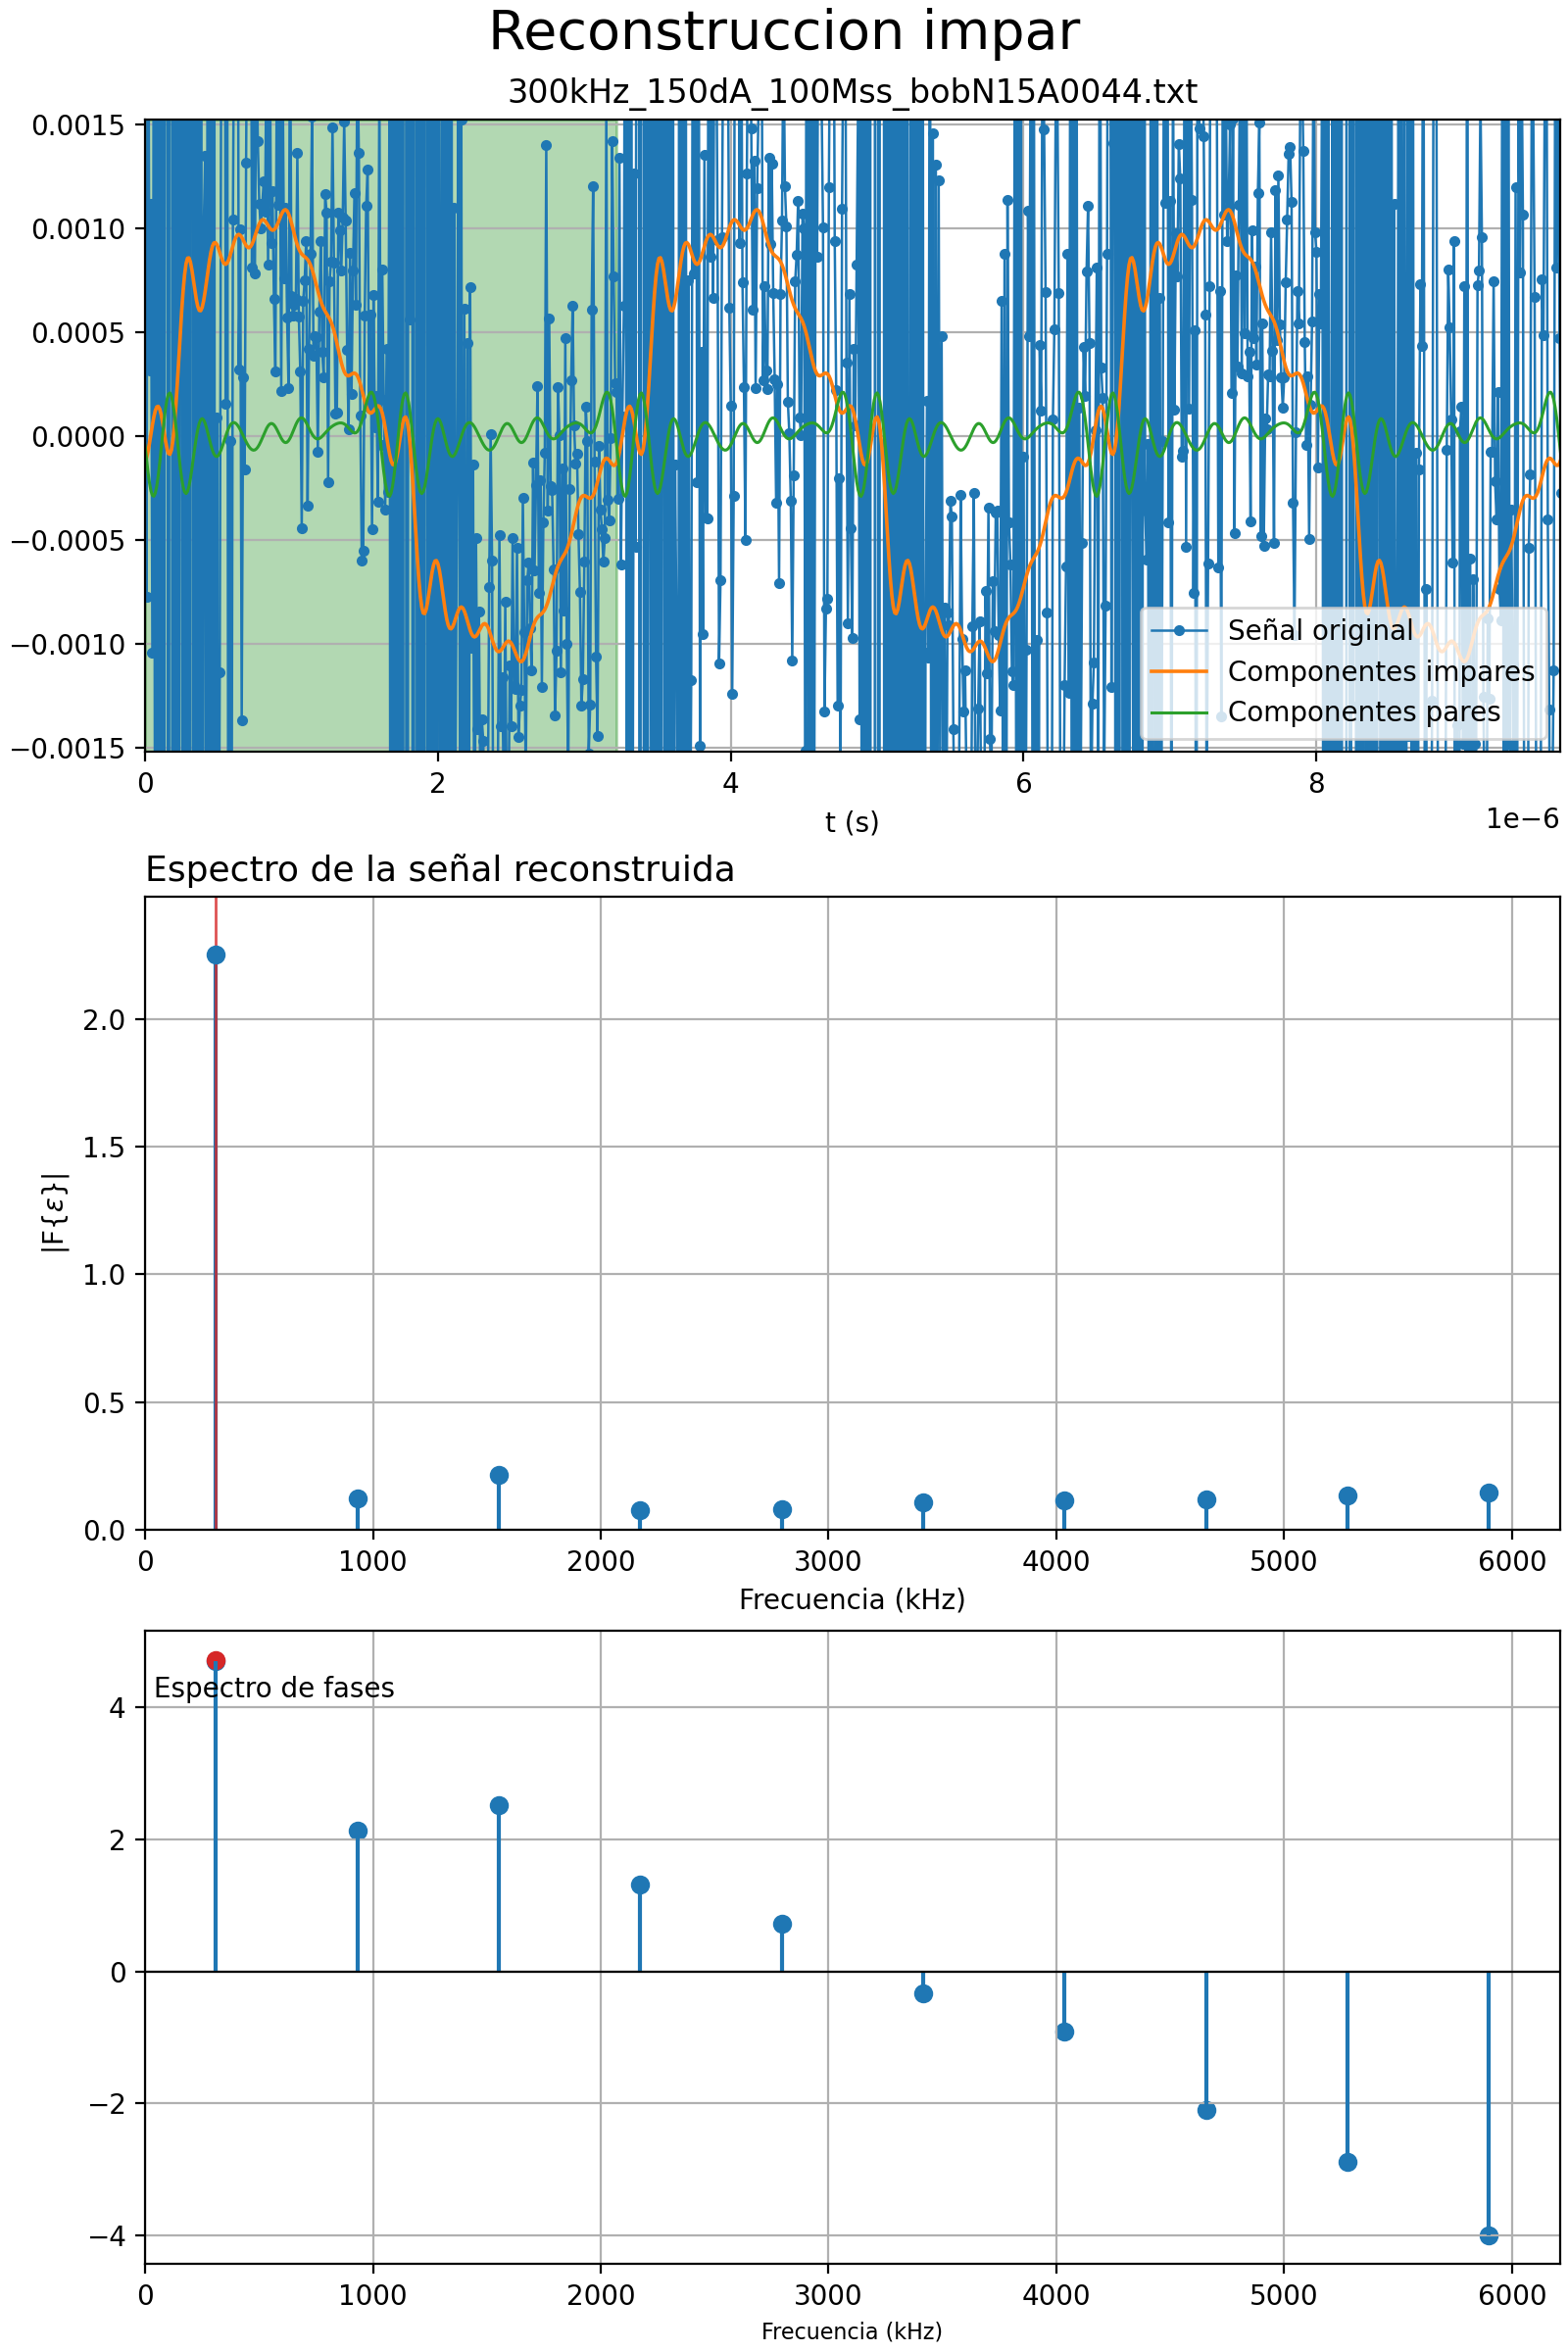 Reconstruccion impar
300kHz_150dA_100Mss_bobN15A0044.txt
0.0015
0.0010
0.0005
0.0000
−0.0005
−0.0010
−0.0015
Señal original
Componentes impares
Componentes pares
0 2 4 6 8
1e−6
t (s)
Espectro de la señal reconstruida
2.0
1.5
1.0
0.5
0.0
|F{ε}|
0 1000 2000 3000 4000 5000 6000
Frecuencia (kHz)
Espectro de fases
4
2
0
−2
−4
0 1000 2000 3000 4000 5000 6000
Frecuencia (kHz)